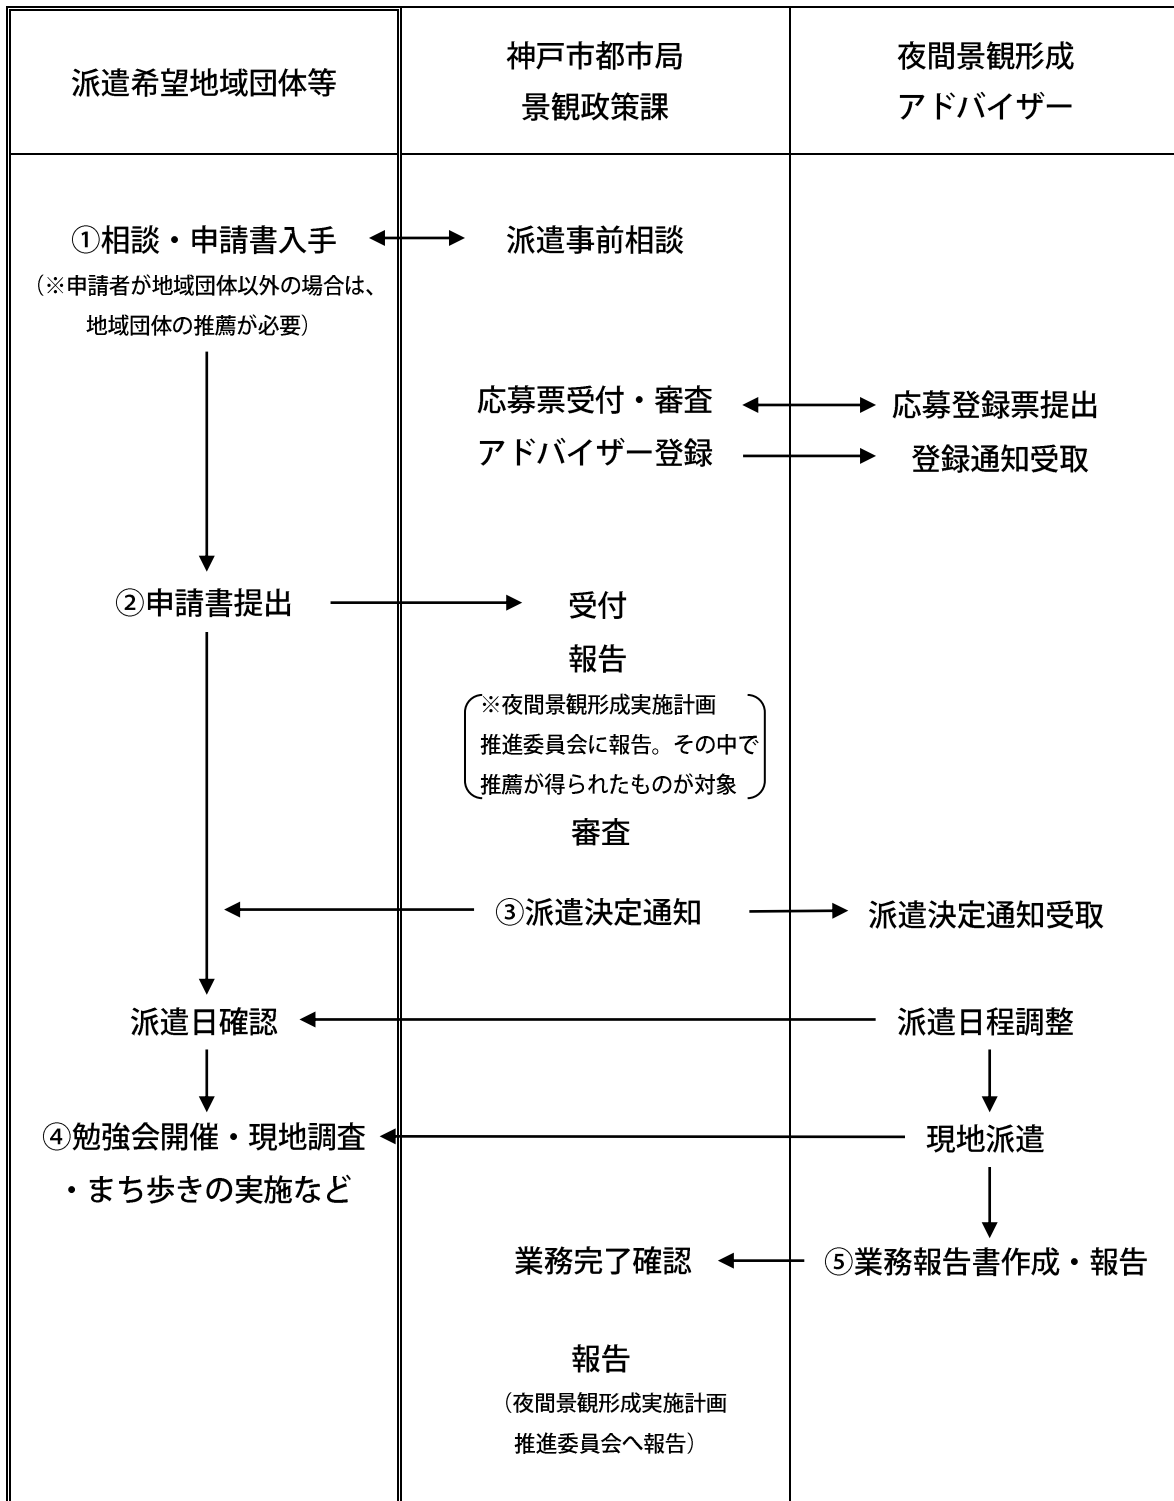 派遣希望地域団体等
神戸市都市局
景観政策課
夜間景観形成
アドバイザー
①相談・申請書入手
派遣事前相談
(※申請者が地域団体以外の場合は、
地域団体の推薦が必要)
応募票受付・審査
応募登録票提出
アドバイザー登録
登録通知受取
②申請書提出
受付
報告
※夜間景観形成実施計画
推進委員会に報告。その中で
推薦が得られたものが対象
審査
③派遣決定通知
派遣決定通知受取
派遣日確認
派遣日程調整
④勉強会開催・現地調査
・まち歩きの実施など
現地派遣
業務完了確認
⑤業務報告書作成・報告
報告
(夜間景観形成実施計画
推進委員会へ報告)